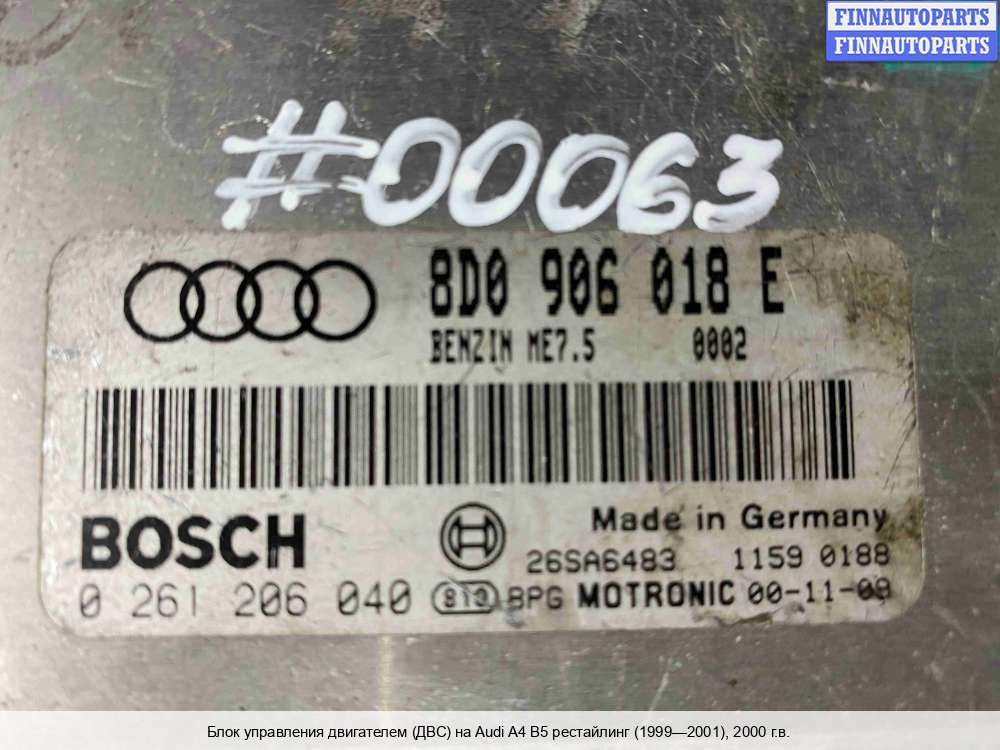 FINNAUTOPARTS
FINNAUTOPARTS
#00063
8D0 906 018 E
BENZIN ME7.5 0002
BOSCH
Made in Germany
26SA6483 1159 0188
0 261 206 040 BPG MOTRONIC
Блок управления двигателем (ДВС) на Audi A4 B5 рестайлинг (1999—2001), 2000 г.в.